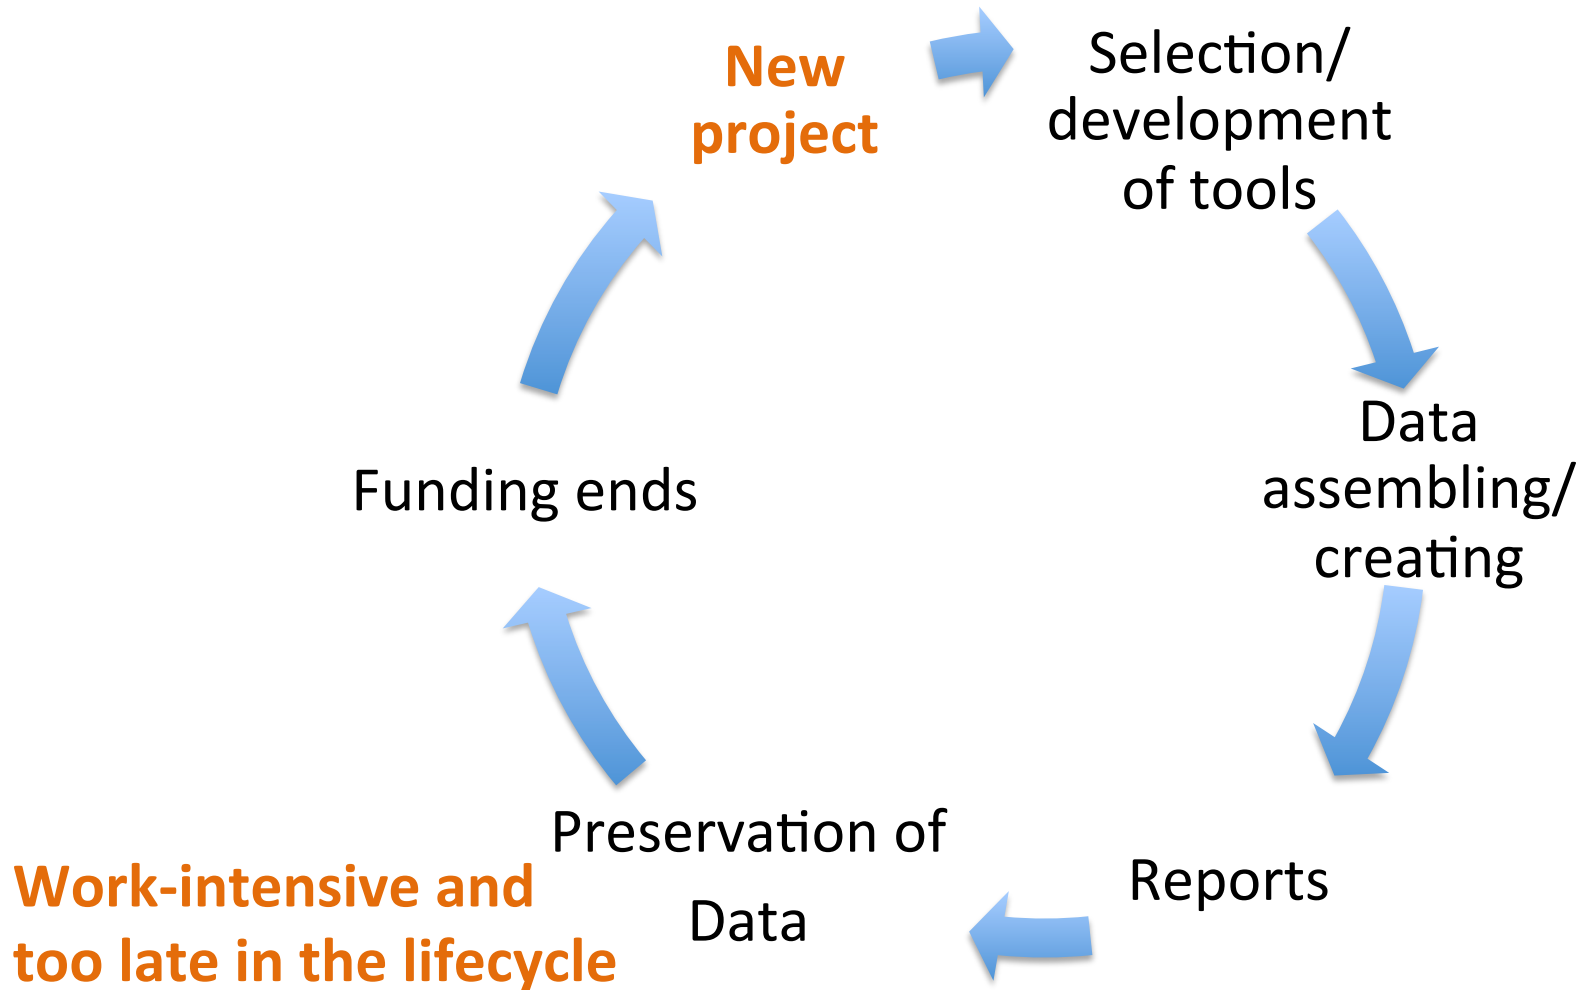 New
project
Selection/
development
of tools
Data
assembling/
creating
Reports
Preservation of
Data
Work-intensive and
too late in the lifecycle
Funding ends